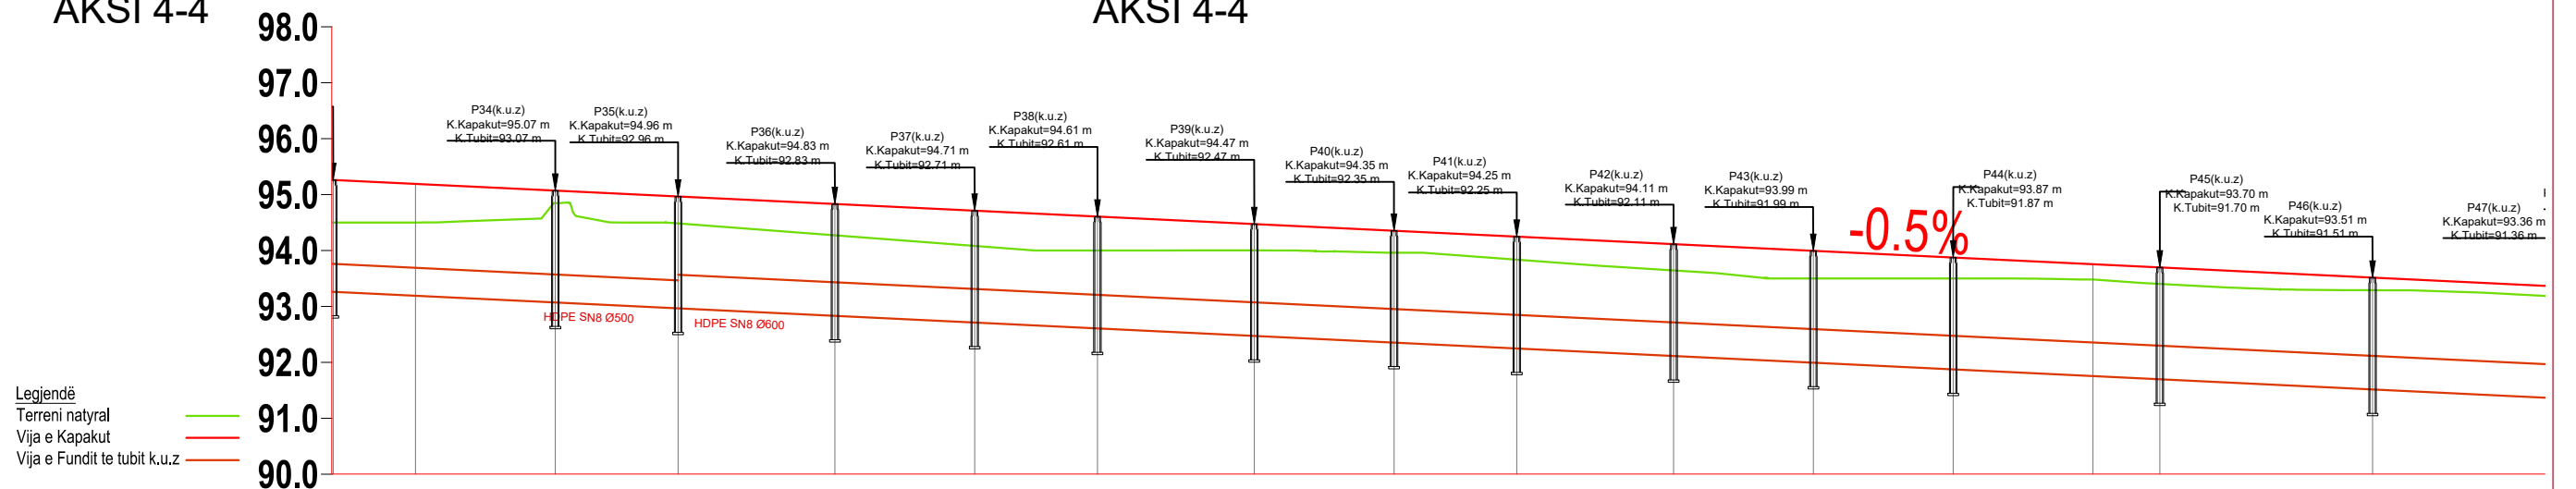 AKSI 4-4
AKSI 4-4
98.0
97.0
96.0
95.0
94.0
93.0
92.0
91.0
90.0
P34(k.u.z)
K.Kapakut=95.07 m
K.Tubit=93.07 m
P35(k.u.z)
K.Kapakut=94.96 m
K.Tubit=92.96 m
P36(k.u.z)
K.Kapakut=94.83 m
K.Tubit=92.83 m
P37(k.u.z)
K.Kapakut=94.71 m
K.Tubit=92.71 m
P38(k.u.z)
K.Kapakut=94.61 m
K.Tubit=92.61 m
P39(k.u.z)
K.Kapakut=94.47 m
K.Tubit=92.47 m
P40(k.u.z)
K.Kapakut=94.35 m
K.Tubit=92.35 m
P41(k.u.z)
K.Kapakut=94.25 m
K.Tubit=92.25 m
P42(k.u.z)
K.Kapakut=94.11 m
K.Tubit=92.11 m
P43(k.u.z)
K.Kapakut=93.99 m
K.Tubit=91.99 m
-0.5%
P44(k.u.z)
K.Kapakut=93.87 m
K.Tubit=91.87 m
P45(k.u.z)
K.Kapakut=93.70 m
K.Tubit=91.70 m
P46(k.u.z)
K.Kapakut=93.51 m
K.Tubit=91.51 m
P47(k.u.z)
K.Kapakut=93.36 m
K.Tubit=91.36 m
HDPE SN8 Ø500
HDPE SN8 Ø600
Legjendë
Terreni natyral
Vija e Kapakut
Vija e Fundit te tubit k.u.z